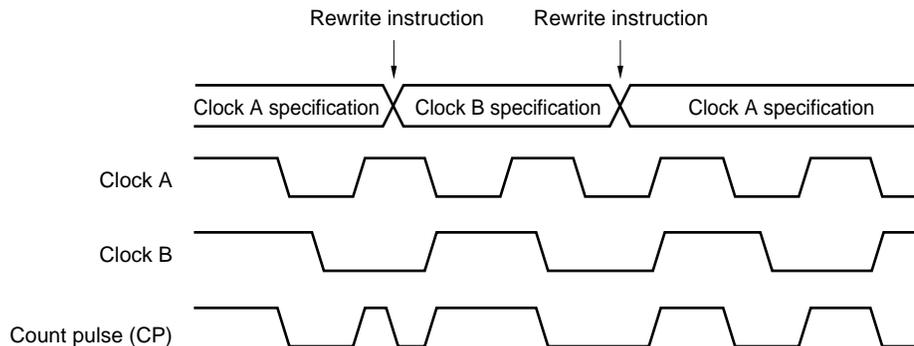 Rewrite instruction
Rewrite instruction
Clock A specification
Clock B specification
Clock A specification
Clock A
Clock B
Count pulse (CP)